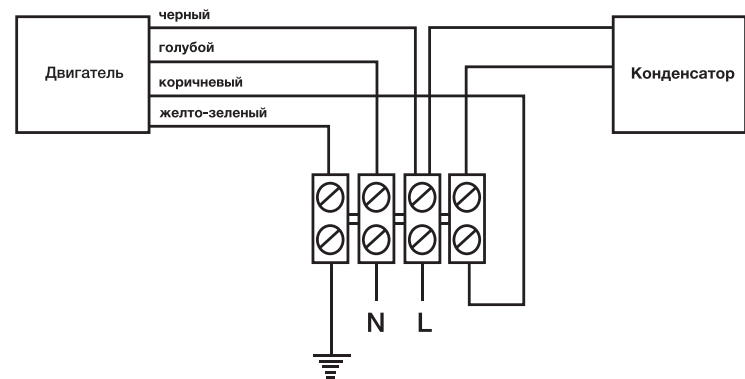 черный
голубой
Двигатель
коричневый
Конденсатор
желто-зеленый
N L